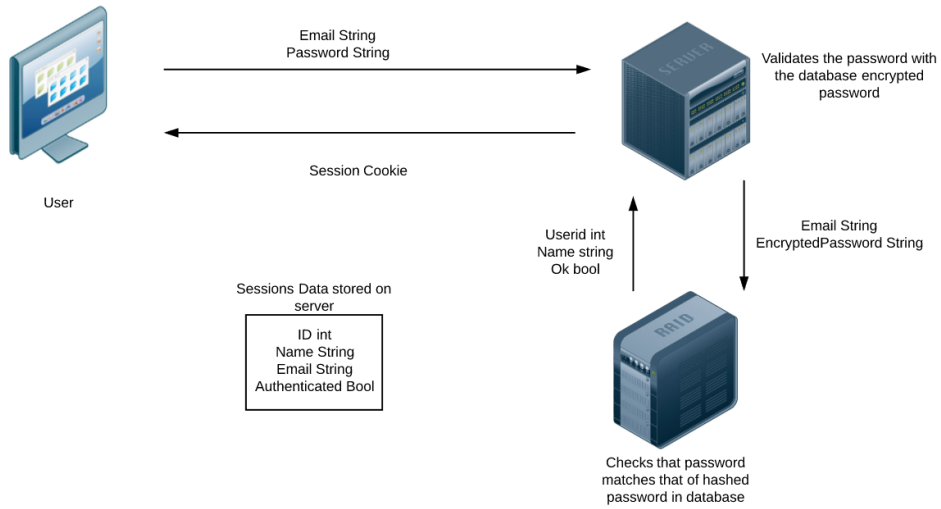 Email String
Password String
SERVER
Validates the password with
the database encrypted
password
Session Cookie
User
Email String
EncryptedPassword String
Userid int
Name string
Ok bool
Sessions Data stored on
server
ID int
Name String
Email String
Authenticated Bool
RAID
Checks that password
matches that of hashed
password in database